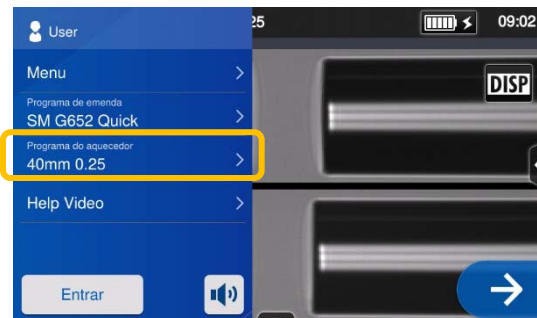 User
25
09:02
Menu
DISP
Programa de emenda
SM G652 Quick
Programa do aquecedor
40mm 0.25
Help Video
Entrar